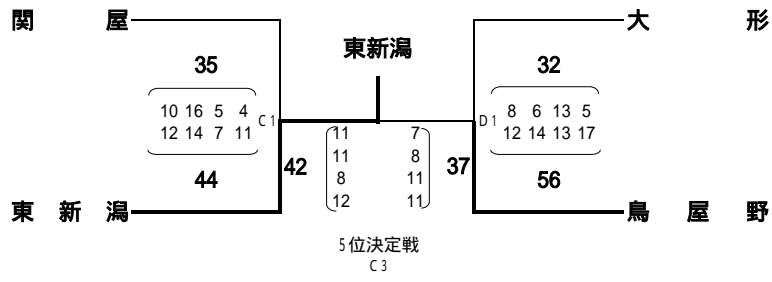 関 屋
大 形
東新潟
35
32
10 16 5 4
12 14 7 11
C1
D1
8 6 13 5
12 14 13 17
44
56
42
11 7
11 8
8 11
12 11
37
東 新 潟
鳥 屋 野
5位決定戦
C3